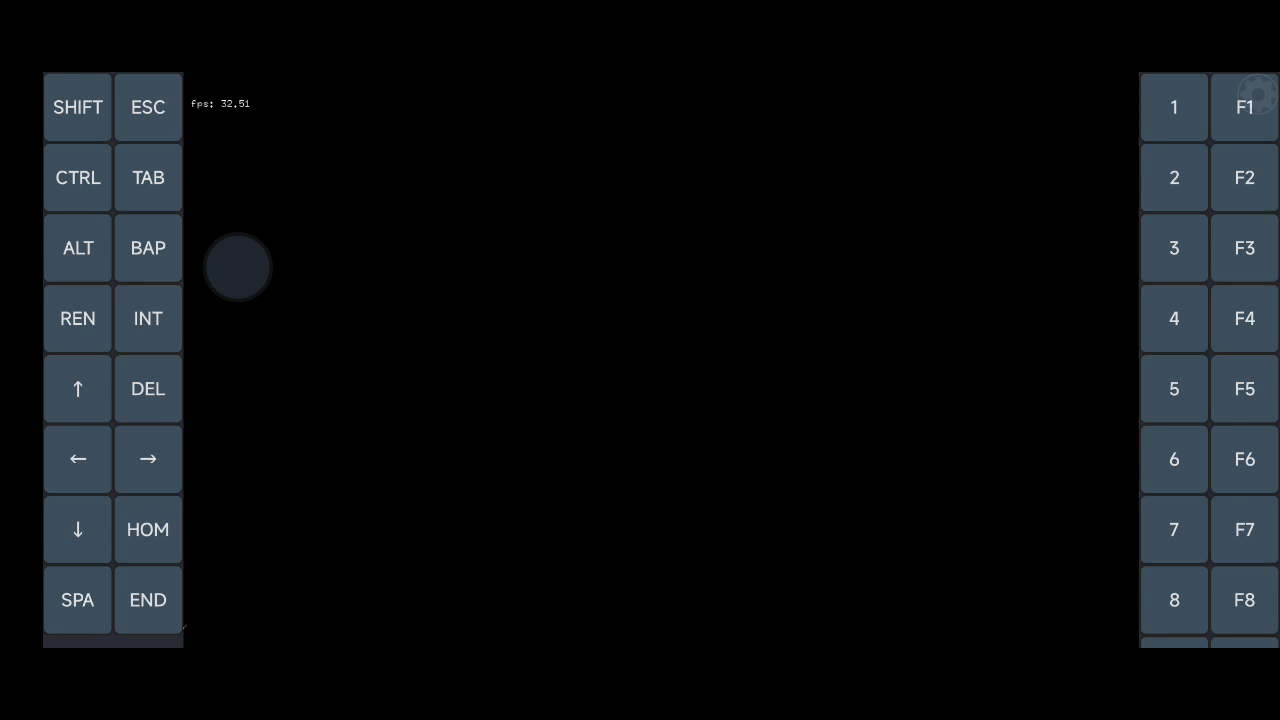 SHIFT ESC
fps: 32.51
1 F1
CTRL TAB
2 F2
ALT BAP
3 F3
REN INT
4 F4
↑ DEL
5 F5
← →
6 F6
↓ HOM
7 F7
SPA END
8 F8